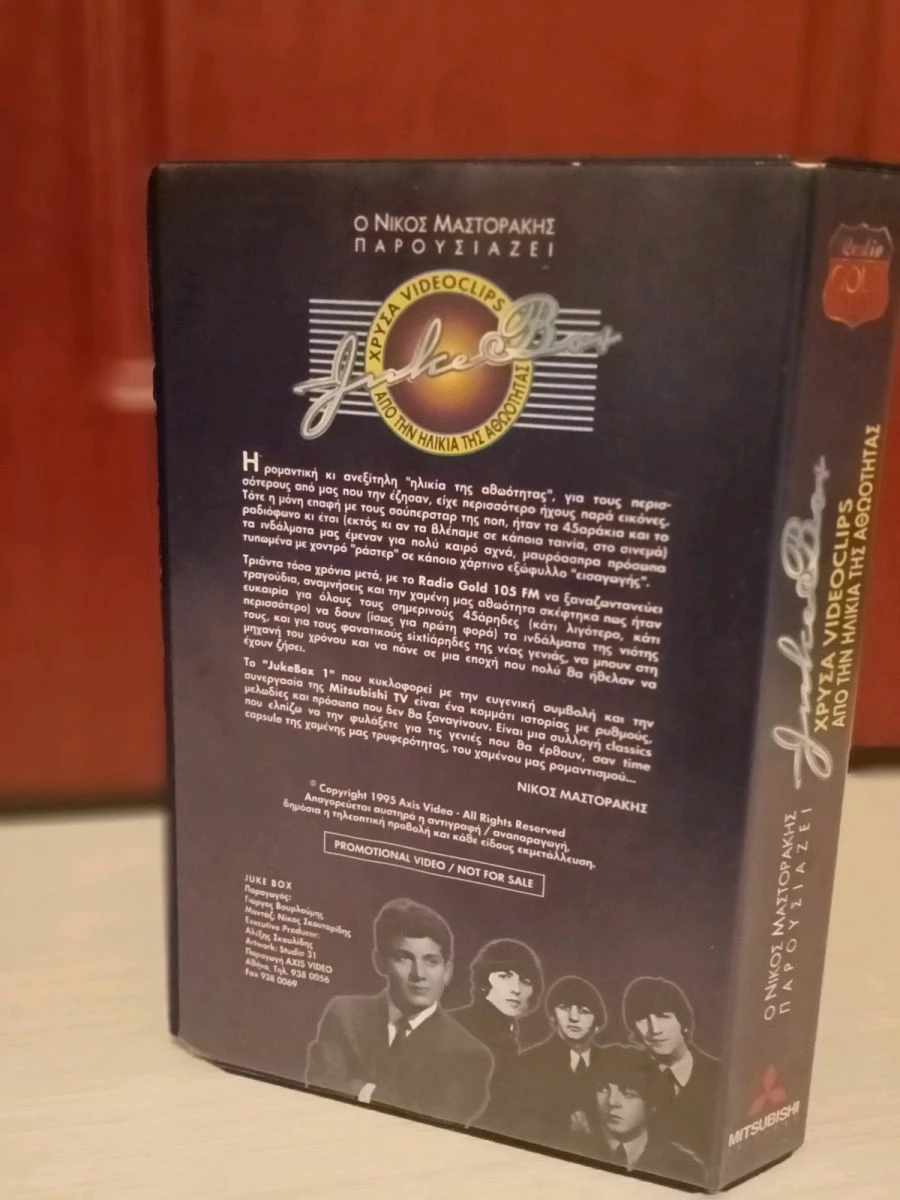 Ο ΝΙΚΟΣ ΜΑΣΤΟΡΑΚΗΣ
ΠΑΡΟΥΣΙΑΖΕΙ
ΧΡΥΣΑ VIDEOCLIPS
Juke Box
ΑΠΟ ΤΗΝ ΗΛΙΚΙΑ ΤΗΣ ΑΘΩΟΤΗΤΑΣ
Η ρομαντική κι ανεξίτηλη "ηλικία της αθωότητας", για τους περισ-
σότερους από μας που την έζησαν, είχε περισσότερο ήχους παρά εικόνες.
Τότε η μόνη επαφή με τους σούπερσταρ της ποπ, ήταν τα 45αράκια και το
ραδιόφωνο κι έτσι (εκτός κι αν τα βλέπαμε σε κάποια ταινία, στο σινεμά)
τα ινδάλματα μας έμεναν για πολύ καιρό αχνά, μαυρόασπρα πρόσωπα
τυπωμένα με χοντρό "ράστερ" σε κάποιο χάρτινο εξώφυλλο "εισαγωγής".
Τριάντα τόσα χρόνια μετά, με το Radio Gold 105 FM να ξαναζωντανεύει
τραγούδια, αναμνήσεις και την χαμένη μας αθωότητα σκέφτηκα πως ήταν
ευκαιρία για όλους τους σημερινούς 45άρηδες (κάτι λιγότερο, κάτι
περισσότερο) να δουν (ίσως για πρώτη φορά) τα ινδάλματα της νιότης
τους, και για τους φανατικούς sixtiάρηδες της νέας γενιάς, να μπουν στη
μηχανή του χρόνου και να πάνε σε μια εποχή που πολύ θα ήθελαν να
έχουν ζήσει.
Το "JukeBox 1" που κυκλοφορεί με την ευγενική συμβολή και την
συνεργασία της Mitsubishi TV είναι ένα κομμάτι ιστορίας με ρυθμούς,
μελωδίες και πρόσωπα που δεν θα ξαναγίνουν. Είναι μια συλλογή classics
που ελπίζω να την φυλάξετε για τις γενιές που θα έρθουν, σαν time
capsule της χαμένης μας τρυφερότητας, του χαμένου μας ρομαντισμού...
ΝΙΚΟΣ ΜΑΣΤΟΡΑΚΗΣ
© Copyright 1995 Axis Video - All Rights Reserved
Απαγορεύεται αυστηρά η αντιγραφή / αναπαραγωγή,
δημόσια η τηλεοπτική προβολή και κάθε είδους εκμετάλλευση.
PROMOTIONAL VIDEO / NOT FOR SALE
JUKE BOX
Παραγωγός:
Γιώργος Βουρλούμης
Μοντάζ: Νίκος Σκουταρίδης
Executive Producer:
Αλέξης Σκουλίδης
Artwork: Studio 31
Παραγωγή AXIS VIDEO
Αθήνα, Τηλ. 938 0056
Fax 938 0069
Radio
Juke Box
ΧΡΥΣΑ VIDEOCLIPS
ΑΠΟ ΤΗΝ ΗΛΙΚΙΑ ΤΗΣ ΑΘΩΟΤΗΤΑΣ
Ο ΝΙΚΟΣ ΜΑΣΤΟΡΑΚΗΣ
ΠΑΡΟΥΣΙΑΖΕΙ
MITSUBISHI